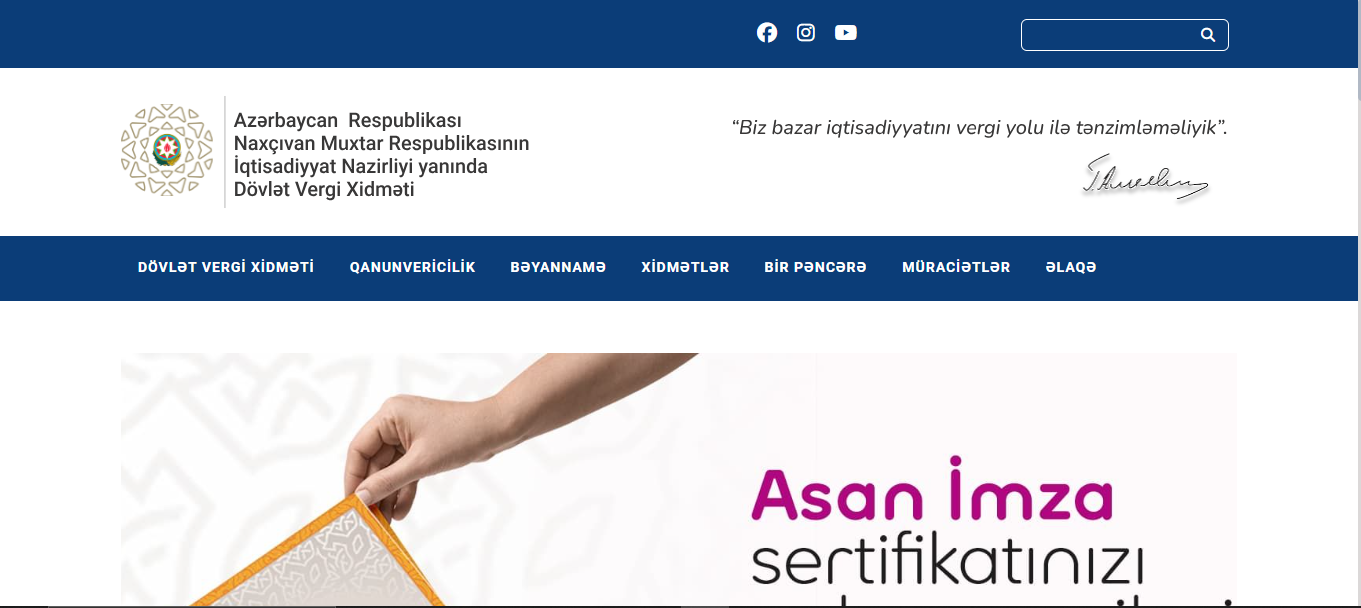 Azərbaycan Respublikası
Naxçıvan Muxtar Respublikasının
İqtisadiyyat Nazirliyi yanında
Dövlət Vergi Xidməti
“Biz bazar iqtisadiyyatını vergi yolu ilə tənzimləməliyik”.
DÖVLƏT VERGİ XİDMƏTİ QANUNVERİCİLİK BƏYANNAMƏ XİDMƏTLƏR BİR PƏNCƏRƏ MÜRACİƏTLƏR ƏLAQƏ
Asan İmza
sertifikatınızı